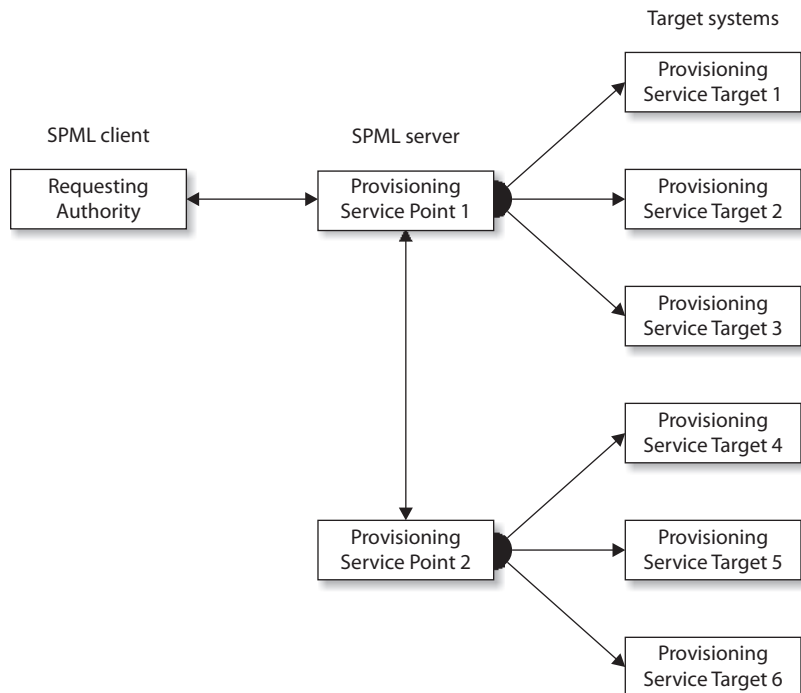 Target systems
Provisioning
Service Target 1
SPML client
SPML server
Requesting
Authority
Provisioning
Service Point 1
Provisioning
Service Target 2
Provisioning
Service Target 3
Provisioning
Service Target 4
Provisioning
Service Point 2
Provisioning
Service Target 5
Provisioning
Service Target 6